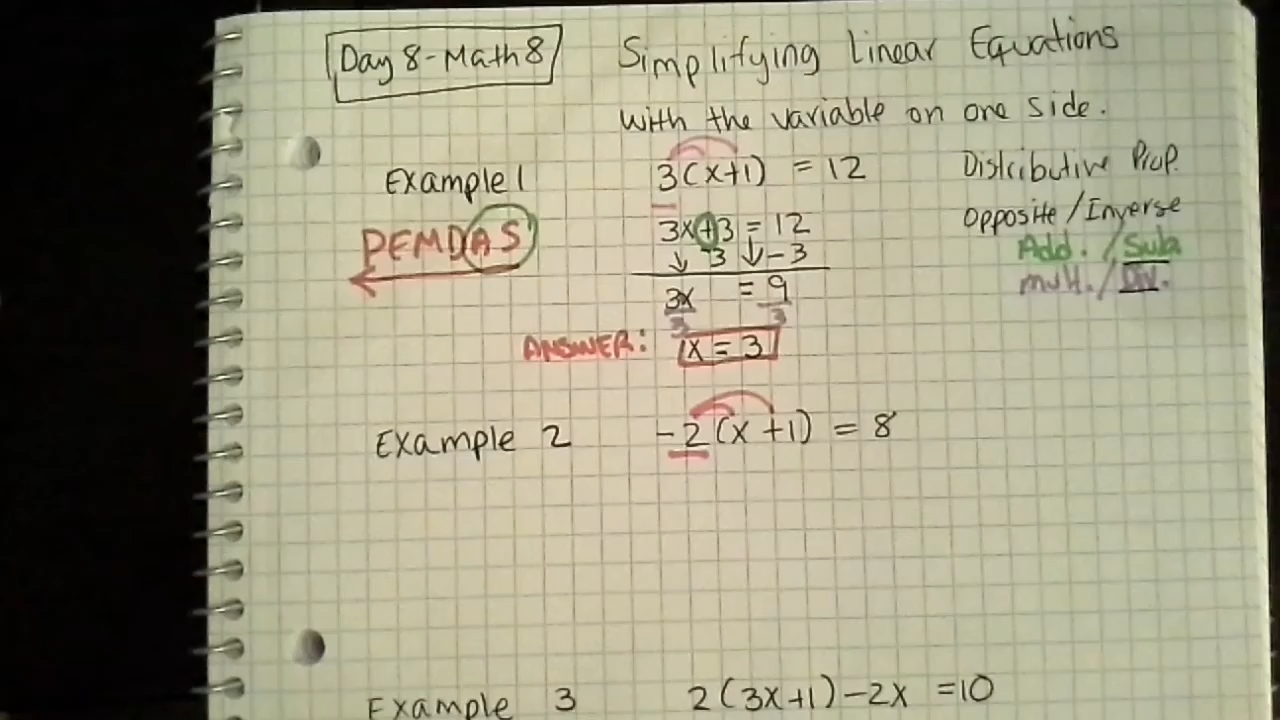 Day 8 - Math 8
Simplifying Linear Equations
with the variable on one side.
Example 1
3(x+1) = 12
Distributive Prop.
PEMDAS
3x+3 = 12
Opposite / Inverse
-3 ↓ -3
Add. / Sub.
3x = 9
mult. / Div.
3 3
ANSWER: x = 3
Example 2 -2(x+1) = 8
Example 3 2(3x+1)-2x = 10